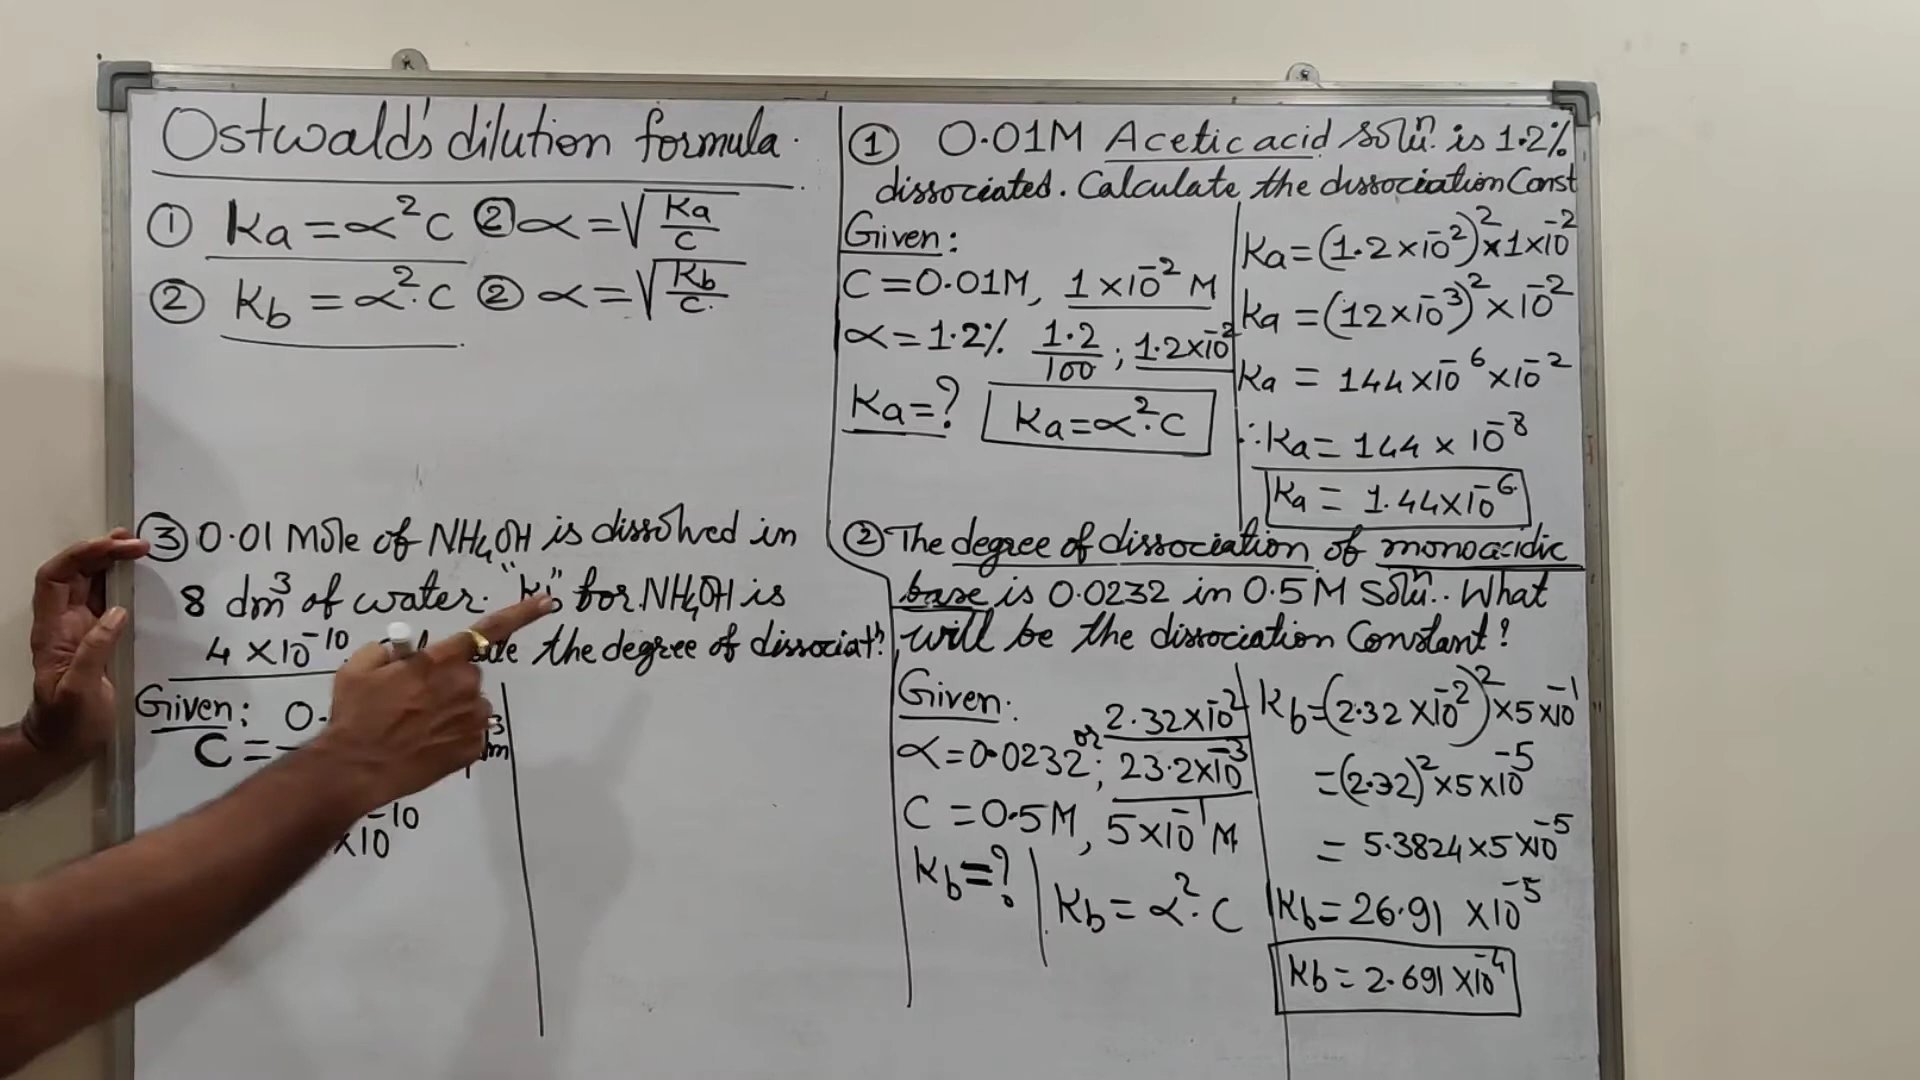 Ostwald's dilution formula.
① Ka = α²C ② α = √Ka/C
② Kb = α².C ② α = √Kb/C.
① 0.01M Acetic acid Soluⁿ. is 1.2%
dissociated. Calculate the dissociation Const
Given:
C = 0.01M, 1×10⁻² M
α = 1.2% 1.2/100 ; 1.2×10⁻²
Ka = ? Ka = α².C
Ka = (1.2×10⁻²)² × 1×10⁻²
Ka = (12×10⁻³)² × 10⁻²
Ka = 144×10⁻⁶×10⁻²
∴ Ka = 144 × 10⁻⁸
Ka = 1.44×10⁻⁶
② The degree of dissociation of monoacidic
base is 0.0232 in 0.5M Soluⁿ. What
will be the dissociation Constant?
Given.
α = 0.0232; 2.32×10⁻² or 23.2×10⁻³
C = 0.5M, 5×10⁻¹ M
Kb = ? Kb = α².C
Kb = (2.32×10⁻²)² × 5×10⁻¹
= (2.32)² × 5×10⁻⁵
= 5.3824×5×10⁻⁵
Kb = 26.91 ×10⁻⁵
Kb = 2.691×10⁻⁴
③ 0.01 Mole of NH₄OH is dissolved in
8 dm³ of water. "Kb" for NH₄OH is
4×10⁻¹⁰. the degree of dissociatⁿ?
Given:
C =
×10⁻¹⁰